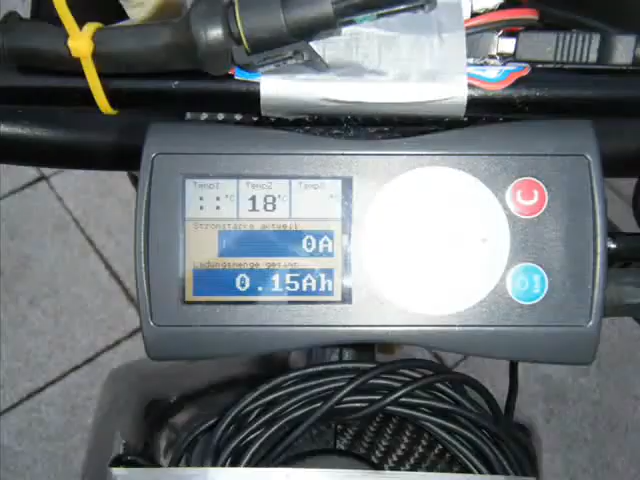 Temp1 Temp2 Temp3
::°C 18°C °C
Stromstärke aktuell
0A
Ladungsmenge gesamt
0.15Ah
C